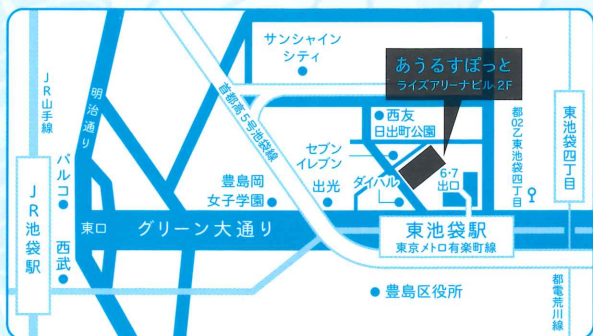 サンシャイン
シティ
あうるすぽっと
ライズアリーナビル 2F
JR山手線
明治通り
首都高5号池袋線
西友
日出町公園
都02乙東池袋四丁目
東池袋四丁目
パルコ
セブン
イレブン
6・7
出口
JR池袋駅
豊島岡
女子学園
出光
ダイハル
東口
グリーン大通り
東池袋駅
東京メトロ有楽町線
西武
豊島区役所
都電荒川線